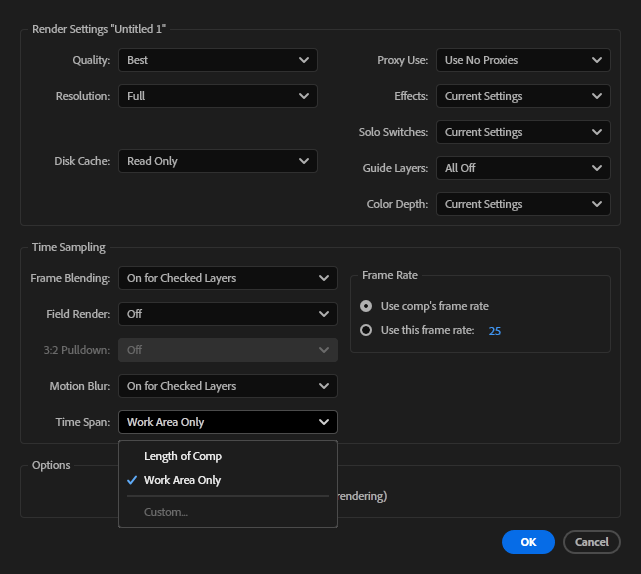 Render Settings "Untitled 1"
Quality: Best
Proxy Use: Use No Proxies
Resolution: Full
Effects: Current Settings
Solo Switches: Current Settings
Disk Cache: Read Only
Guide Layers: All Off
Color Depth: Current Settings
Time Sampling
Frame Blending: On for Checked Layers
Frame Rate
Field Render: Off
Use comp's frame rate
3:2 Pulldown: Off
Use this frame rate: 25
Motion Blur: On for Checked Layers
Time Span: Work Area Only
Length of Comp
Options
Work Area Only
rendering)
Custom...
OK
Cancel